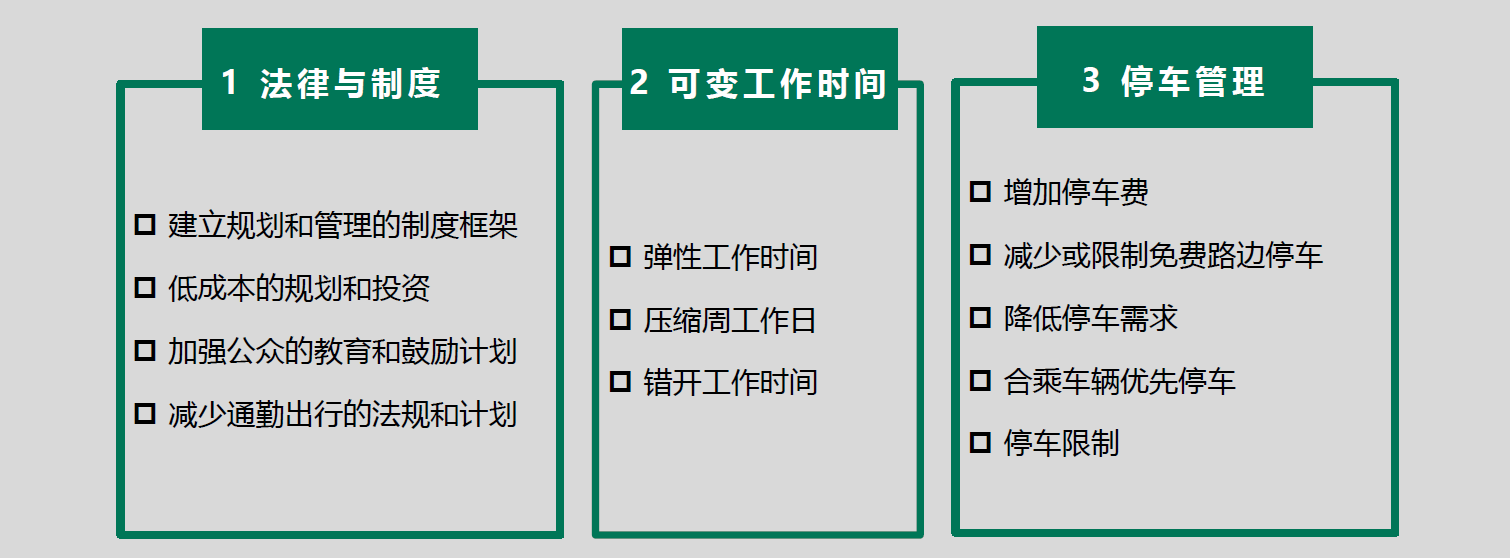 1 法律与制度
建立规划和管理的制度框架
低成本的规划和投资
加强公众的教育和鼓励计划
减少通勤出行的法规和计划
2 可变工作时间
弹性工作时间
压缩周工作日
错开工作时间
3 停车管理
增加停车费
减少或限制免费路边停车
降低停车需求
合乘车辆优先停车
停车限制